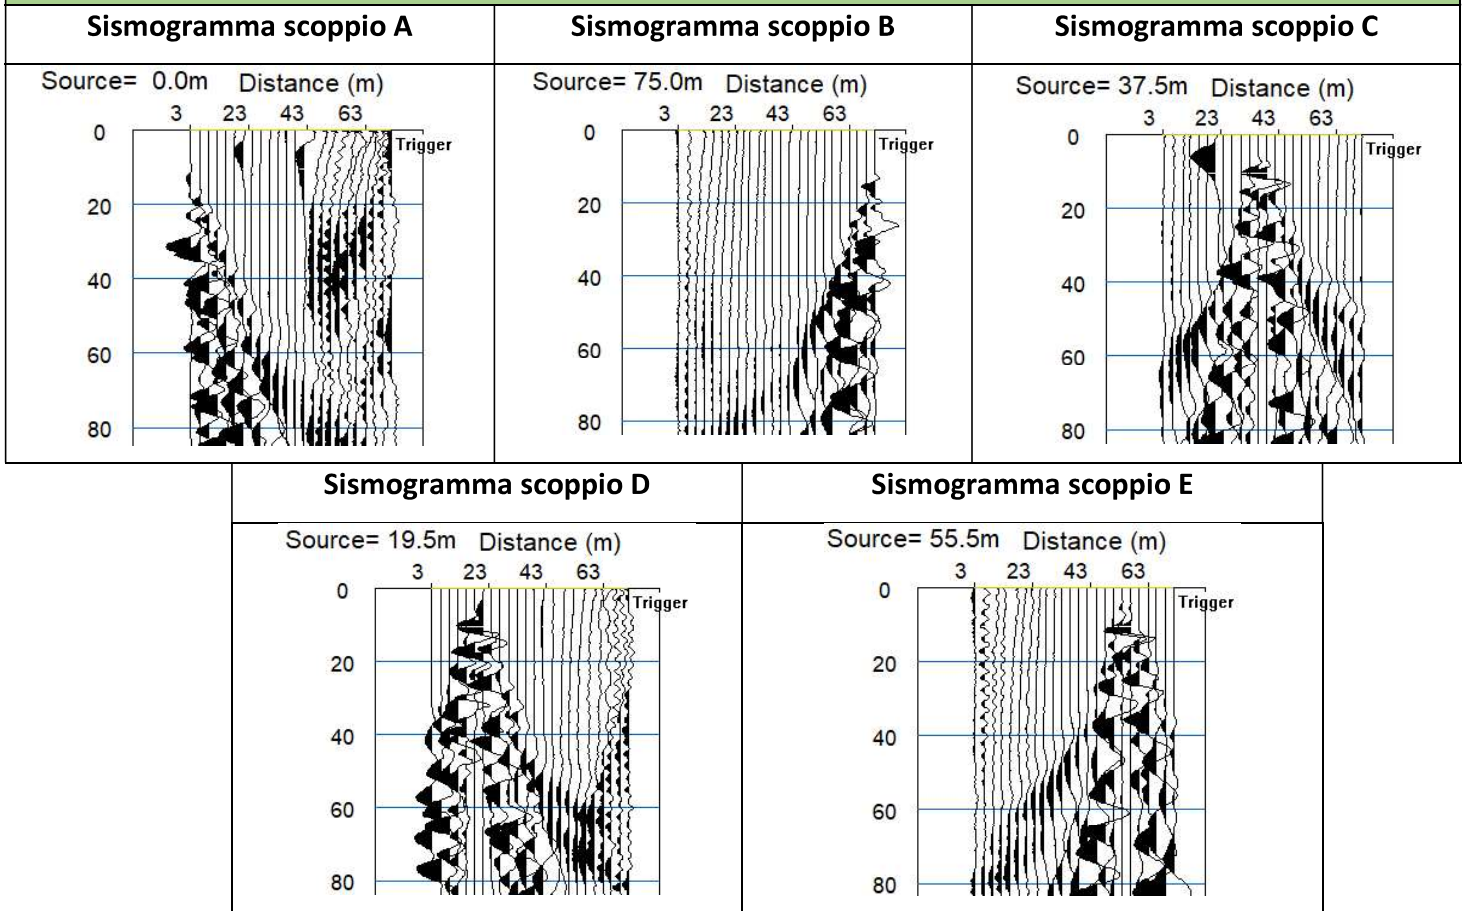 Sismogramma scoppio A
Sismogramma scoppio B
Sismogramma scoppio C
Source= 0.0m Distance (m)
3 23 43 63
0
Trigger
20
40
60
80
Source= 75.0m Distance (m)
3 23 43 63
0
Trigger
20
40
60
80
Source= 37.5m Distance (m)
3 23 43 63
0
Trigger
20
40
60
80
Sismogramma scoppio D
Sismogramma scoppio E
Source= 19.5m Distance (m)
3 23 43 63
0
Trigger
20
40
60
80
Source= 55.5m Distance (m)
3 23 43 63
0
Trigger
20
40
60
80